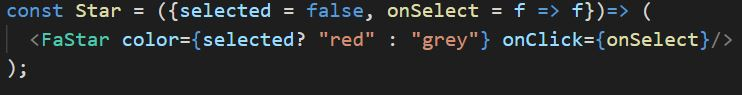 const Star = ({selected = false, onSelect = f => f})=> (
<FaStar color={selected? "red" : "grey"} onClick={onSelect}/>
);